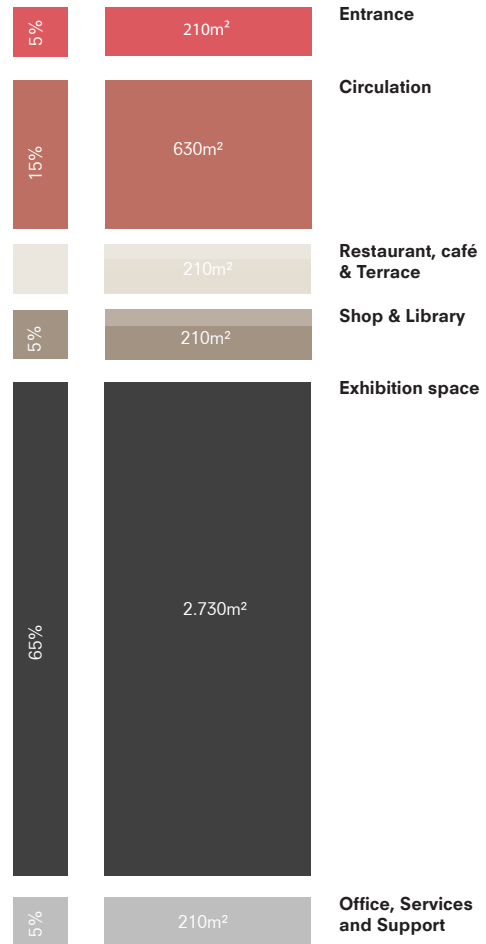 5%
210m²
Entrance
15%
630m²
Circulation
210m²
Restaurant, café
& Terrace
5%
210m²
Shop & Library
65%
2.730m²
Exhibition space
5%
210m²
Office, Services
and Support